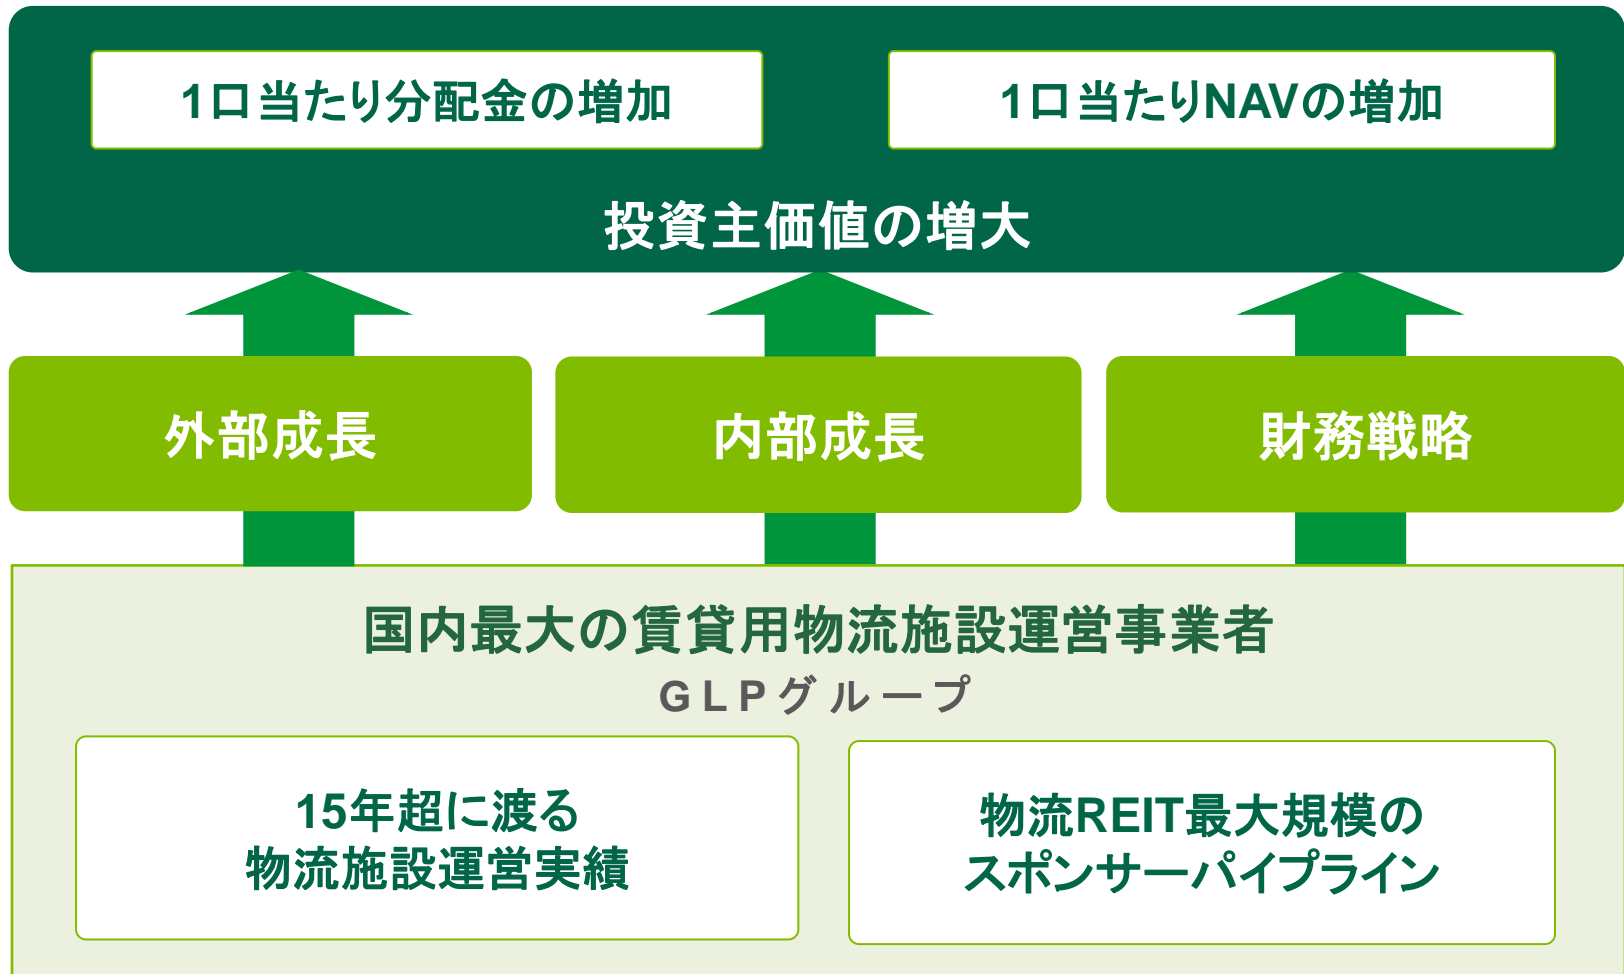 1口当たり分配金の増加
1口当たりNAVの増加
投資主価値の増大
外部成長
内部成長
財務戦略
国内最大の賃貸用物流施設運営事業者
GLPグループ
15年超に渡る
物流施設運営実績
物流REIT最大規模の
スポンサーパイプライン